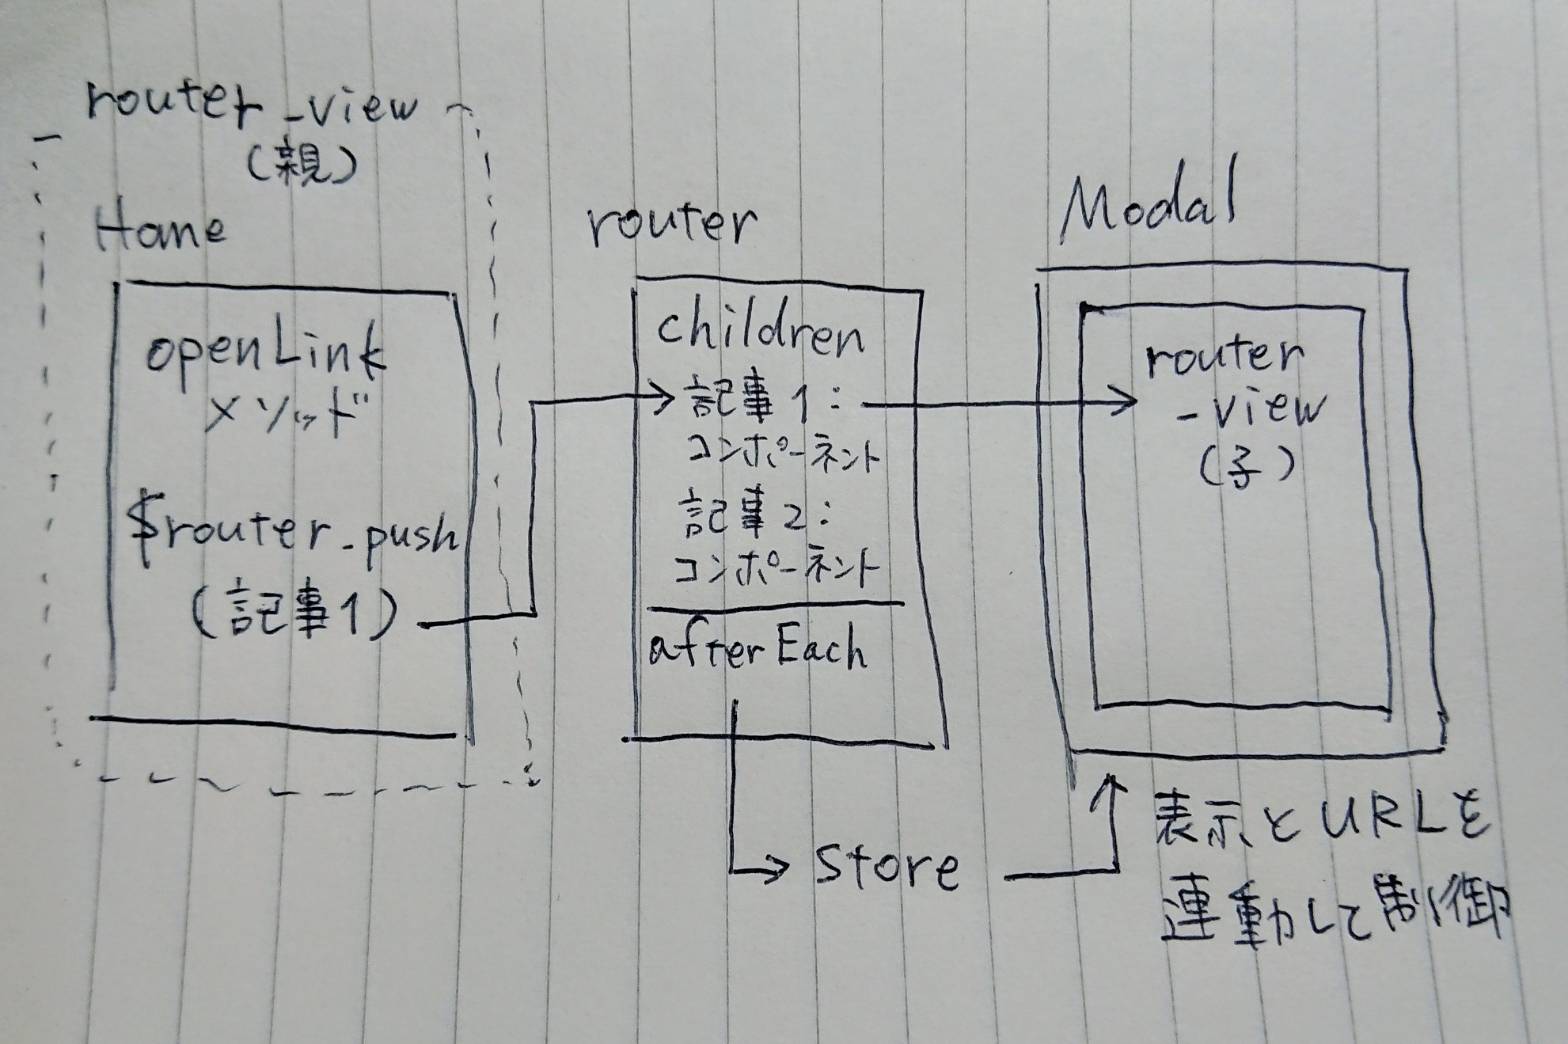 router-view
(親)
Home
openLink
メソッド
$router.push
(記事1)
router
children
記事1:
コンポーネント
記事2:
コンポーネント
afterEach
Modal
router
-view
(子)
store
表示とURLを
連動して制御